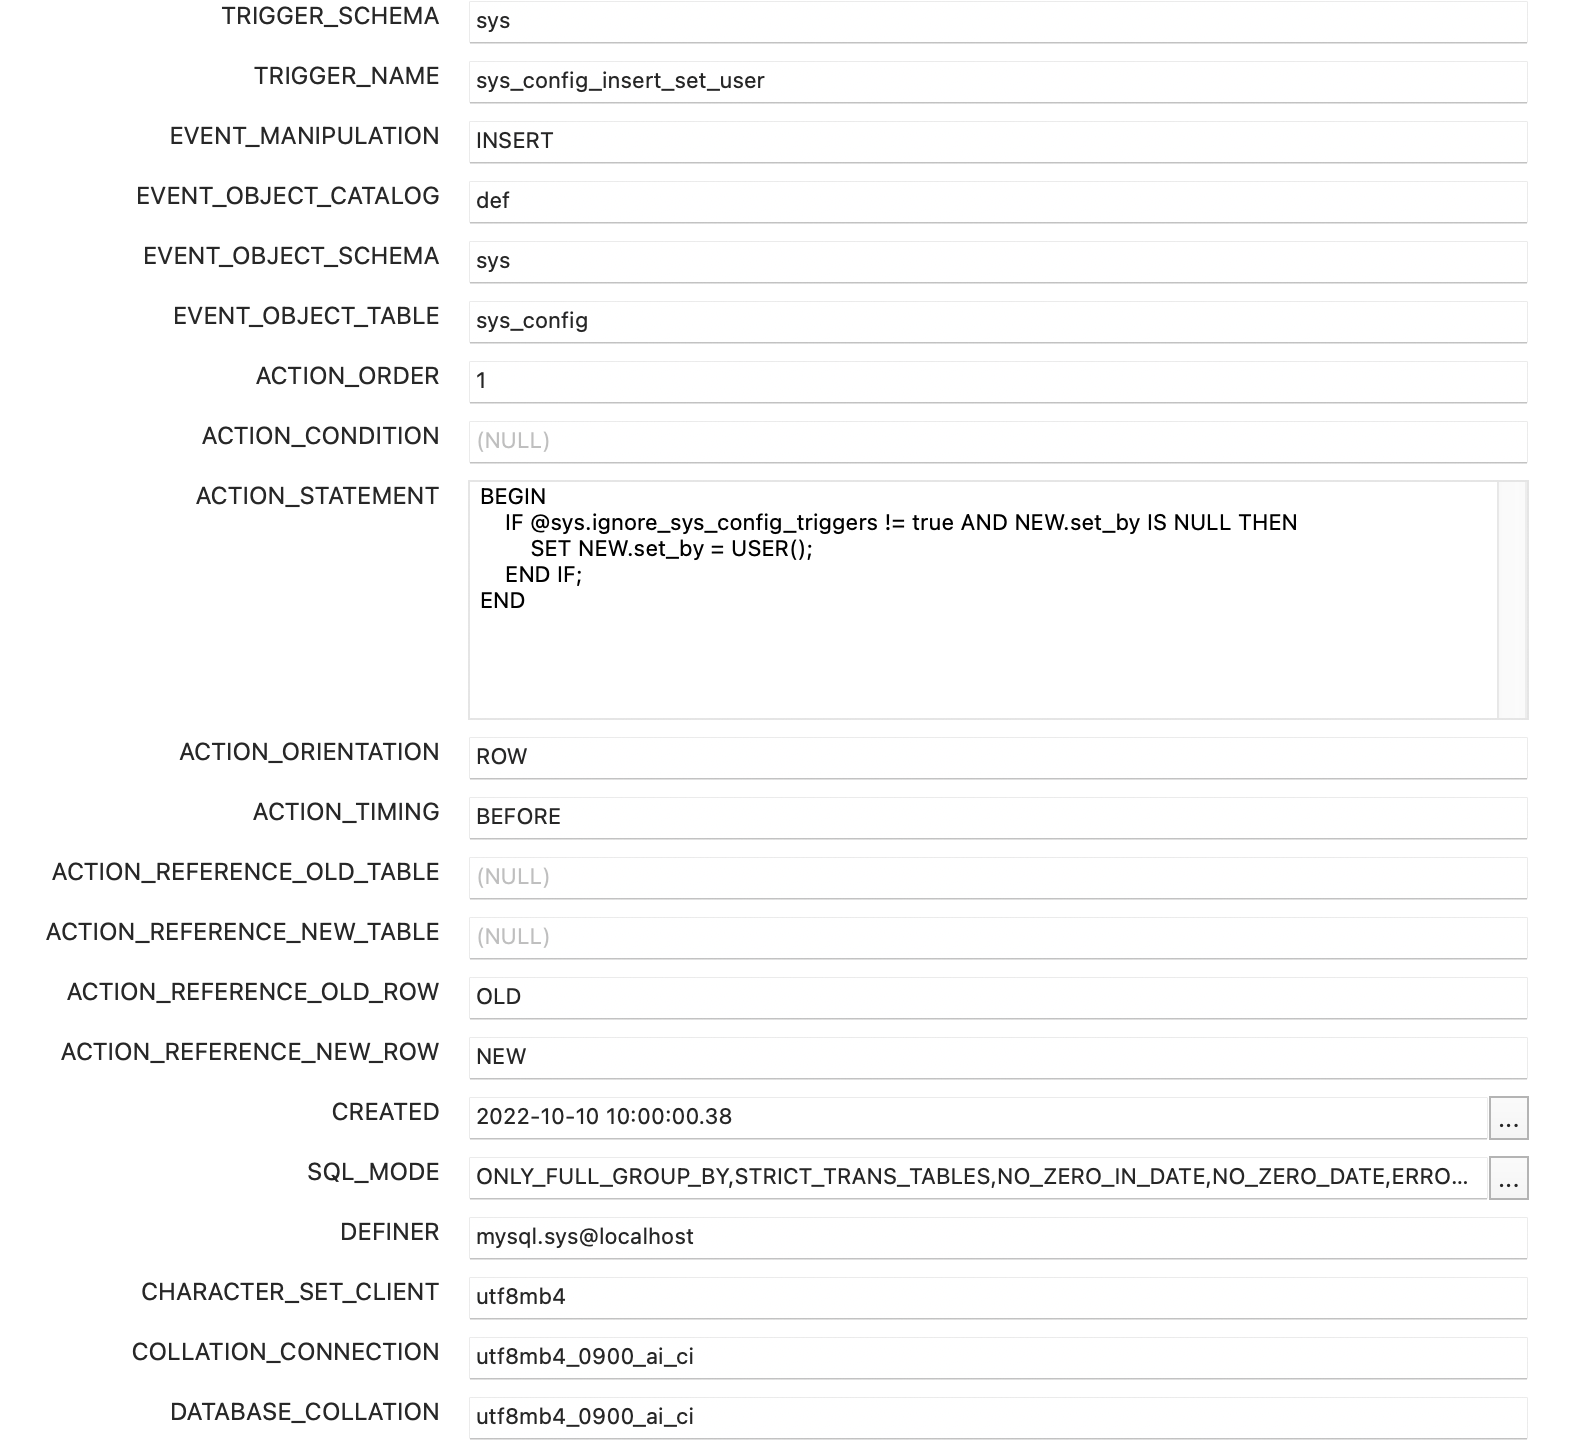 TRIGGER_SCHEMA sys
TRIGGER_NAME sys_config_insert_set_user
EVENT_MANIPULATION INSERT
EVENT_OBJECT_CATALOG def
EVENT_OBJECT_SCHEMA sys
EVENT_OBJECT_TABLE sys_config
ACTION_ORDER 1
ACTION_CONDITION (NULL)
ACTION_STATEMENT BEGIN
IF @sys.ignore_sys_config_triggers != true AND NEW.set_by IS NULL THEN
SET NEW.set_by = USER();
END IF;
END
ACTION_ORIENTATION ROW
ACTION_TIMING BEFORE
ACTION_REFERENCE_OLD_TABLE (NULL)
ACTION_REFERENCE_NEW_TABLE (NULL)
ACTION_REFERENCE_OLD_ROW OLD
ACTION_REFERENCE_NEW_ROW NEW
CREATED 2022-10-10 10:00:00.38 ...
SQL_MODE ONLY_FULL_GROUP_BY,STRICT_TRANS_TABLES,NO_ZERO_IN_DATE,NO_ZERO_DATE,ERRO... ...
DEFINER mysql.sys@localhost
CHARACTER_SET_CLIENT utf8mb4
COLLATION_CONNECTION utf8mb4_0900_ai_ci
DATABASE_COLLATION utf8mb4_0900_ai_ci